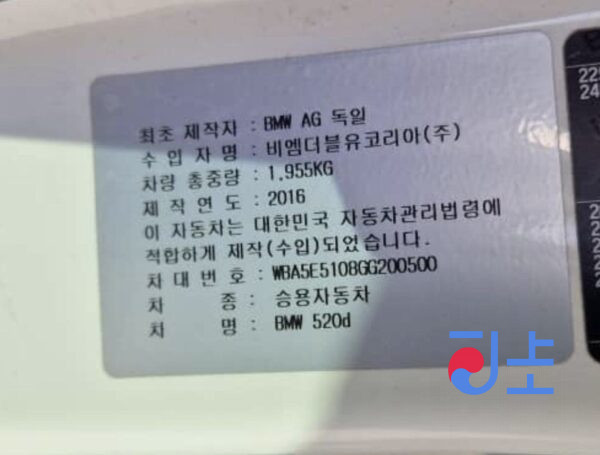 최초 제작자 : BMW AG 독일
수 입 자 명 : 비엠더블유코리아(주)
차량 총중량 : 1,955KG
제 작 연 도 : 2016
이 자동차는 대한민국 자동차관리법령에
적합하게 제작(수입)되었습니다.
차 대 번 호 : WBA5E5108GG200500
차 종 : 승용자동차
차 명 : BMW 520d
225
24